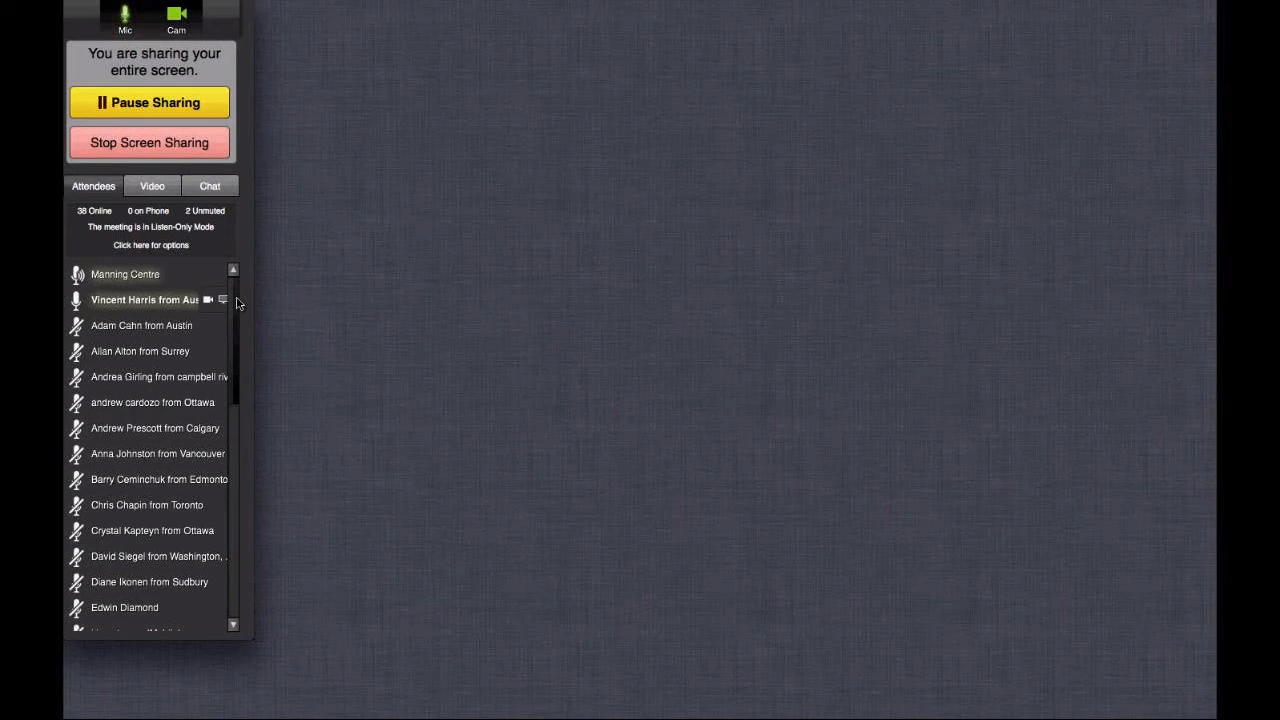 Mic Cam
You are sharing your
entire screen.
Pause Sharing
Stop Screen Sharing
Attendees Video Chat
38 Online 0 on Phone 2 Unmuted
The meeting is in Listen-Only Mode
Click here for options
Manning Centre
Vincent Harris from Aus
Adam Cahn from Austin
Allan Alton from Surrey
Andrea Girling from campbell riv
andrew cardozo from Ottawa
Andrew Prescott from Calgary
Anna Johnston from Vancouver
Barry Ceminchuk from Edmonto
Chris Chapin from Toronto
Crystal Kapteyn from Ottawa
David Siegel from Washington, .
Diane Ikonen from Sudbury
Edwin Diamond